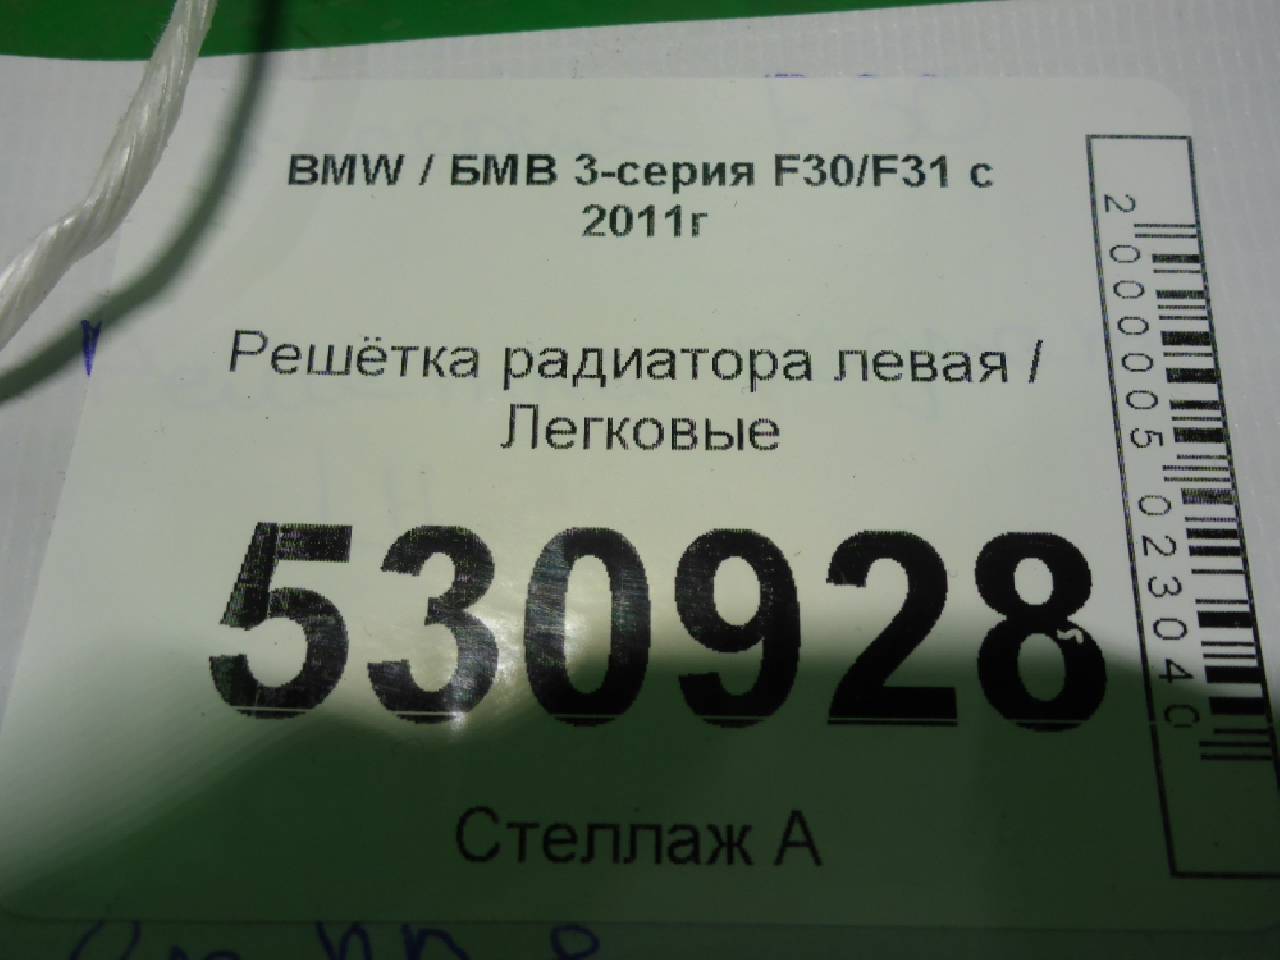 BMW / БМВ 3-серия F30/F31 с
2011г
Решётка радиатора левая /
Легковые
530928
Стеллаж А
2000005023040